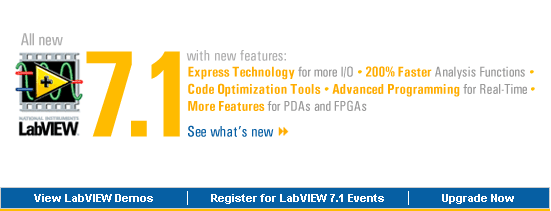 All new
NATIONAL INSTRUMENTS
LabVIEW
7.1
with new features:
Express Technology for more I/O • 200% Faster Analysis Functions •
Code Optimization Tools • Advanced Programming for Real-Time •
More Features for PDAs and FPGAs
See what's new
View LabVIEW Demos | Register for LabVIEW 7.1 Events | Upgrade Now